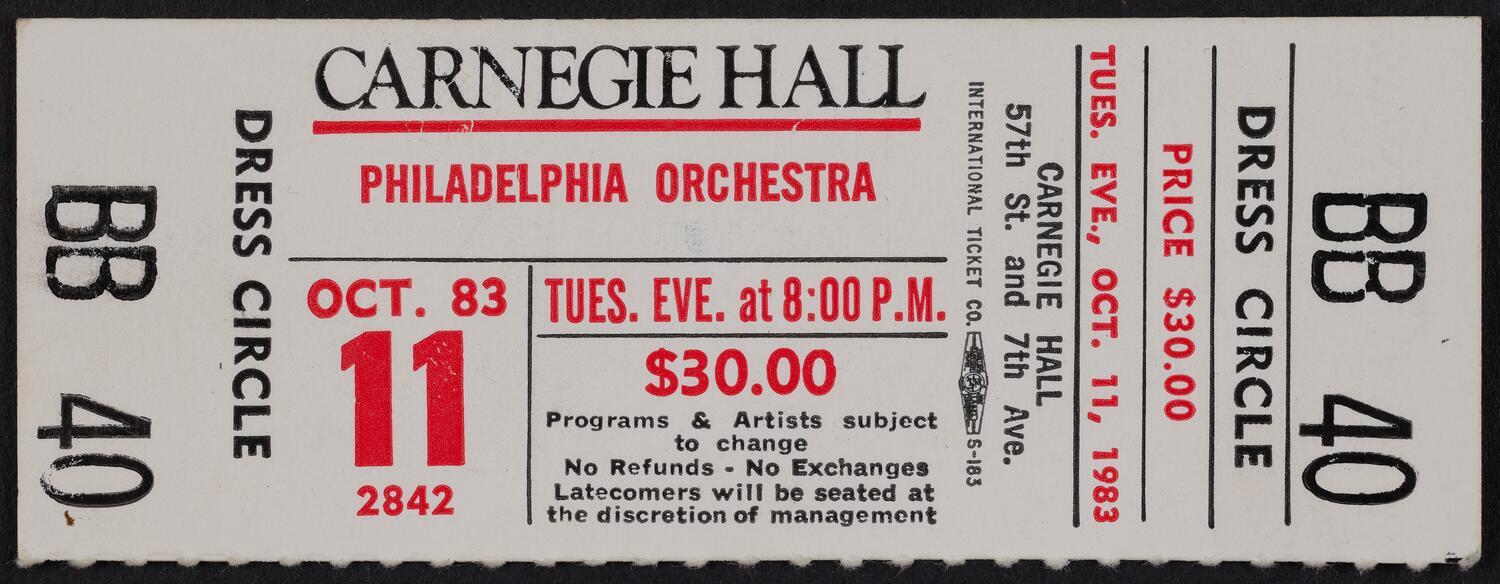 BB 40
DRESS CIRCLE
CARNEGIE HALL
PHILADELPHIA ORCHESTRA
OCT. 83
11
2842
TUES. EVE. at 8:00 P.M.
$30.00
Programs & Artists subject
to change
No Refunds - No Exchanges
Latecomers will be seated at
the discretion of management
INTERNATIONAL TICKET CO. S-183
CARNEGIE HALL
57th St. and 7th Ave.
TUES. EVE., OCT. 11, 1983
PRICE $30.00
DRESS CIRCLE
BB 40